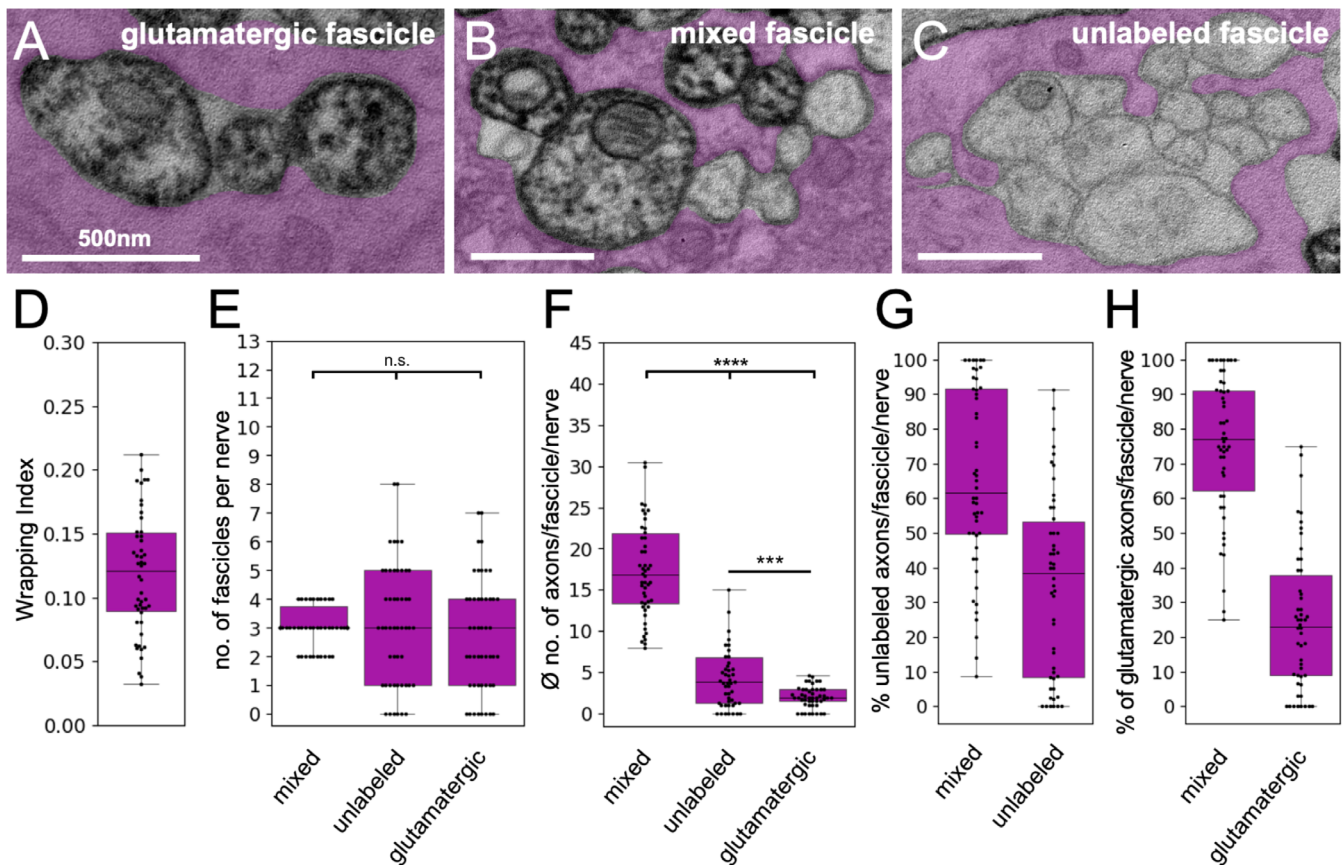 A glutamatergic fascicle
500nm
B mixed fascicle
C unlabeled fascicle
D
Wrapping Index
0.30
0.25
0.20
0.15
0.10
0.05
0.00
E
no. of fascicles per nerve
13
12
11
10
9
8
7
6
5
4
3
2
1
0
n.s.
mixed
unlabeled
glutamatergic
F
Ø no. of axons/fascicle/nerve
45
40
35
30
25
20
15
10
5
0
****
***
mixed
unlabeled
glutamatergic
G
% unlabeled axons/fascicle/nerve
100
90
80
70
60
50
40
30
20
10
0
mixed
unlabeled
H
% of glutamatergic axons/fascicle/nerve
100
90
80
70
60
50
40
30
20
10
0
mixed
glutamatergic